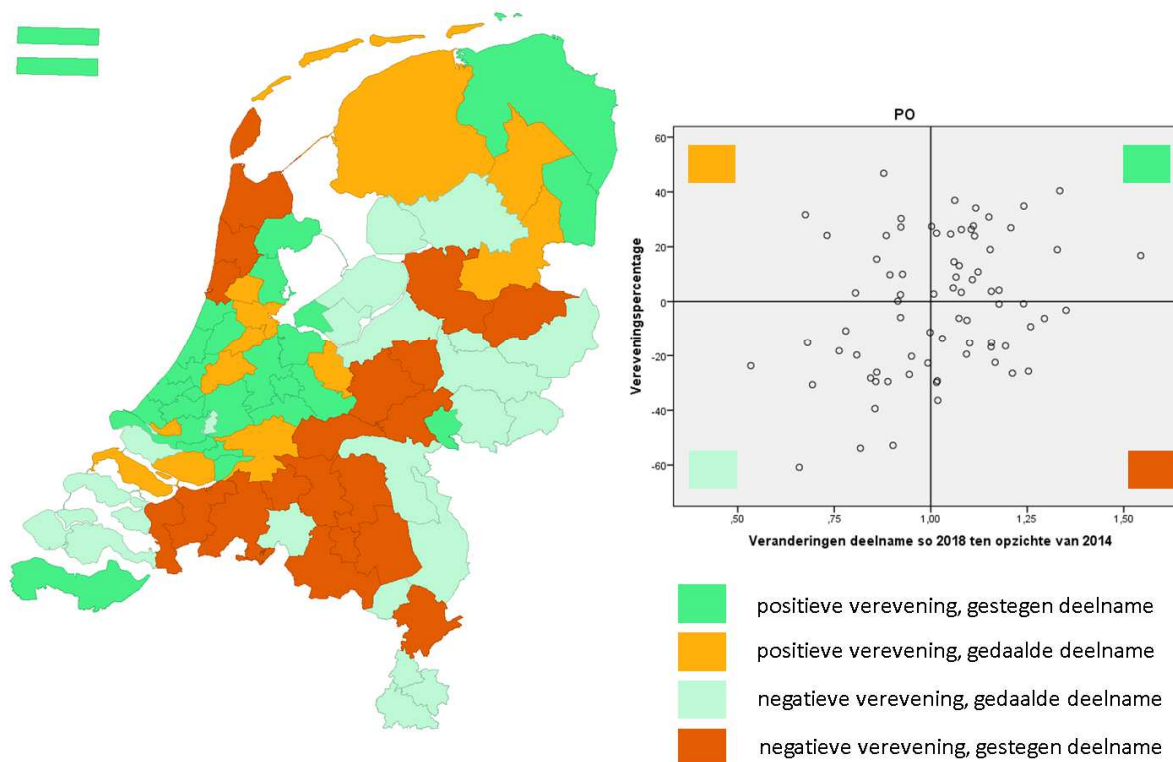 PO
60
40
20
0
-20
-40
-60
Vereveningspercentage
,50 ,75 1,00 1,25 1,50
Veranderingen deelname so 2018 ten opzichte van 2014
positieve verevening, gestegen deelname
positieve verevening, gedaalde deelname
negatieve verevening, gedaalde deelname
negatieve verevening, gestegen deelname